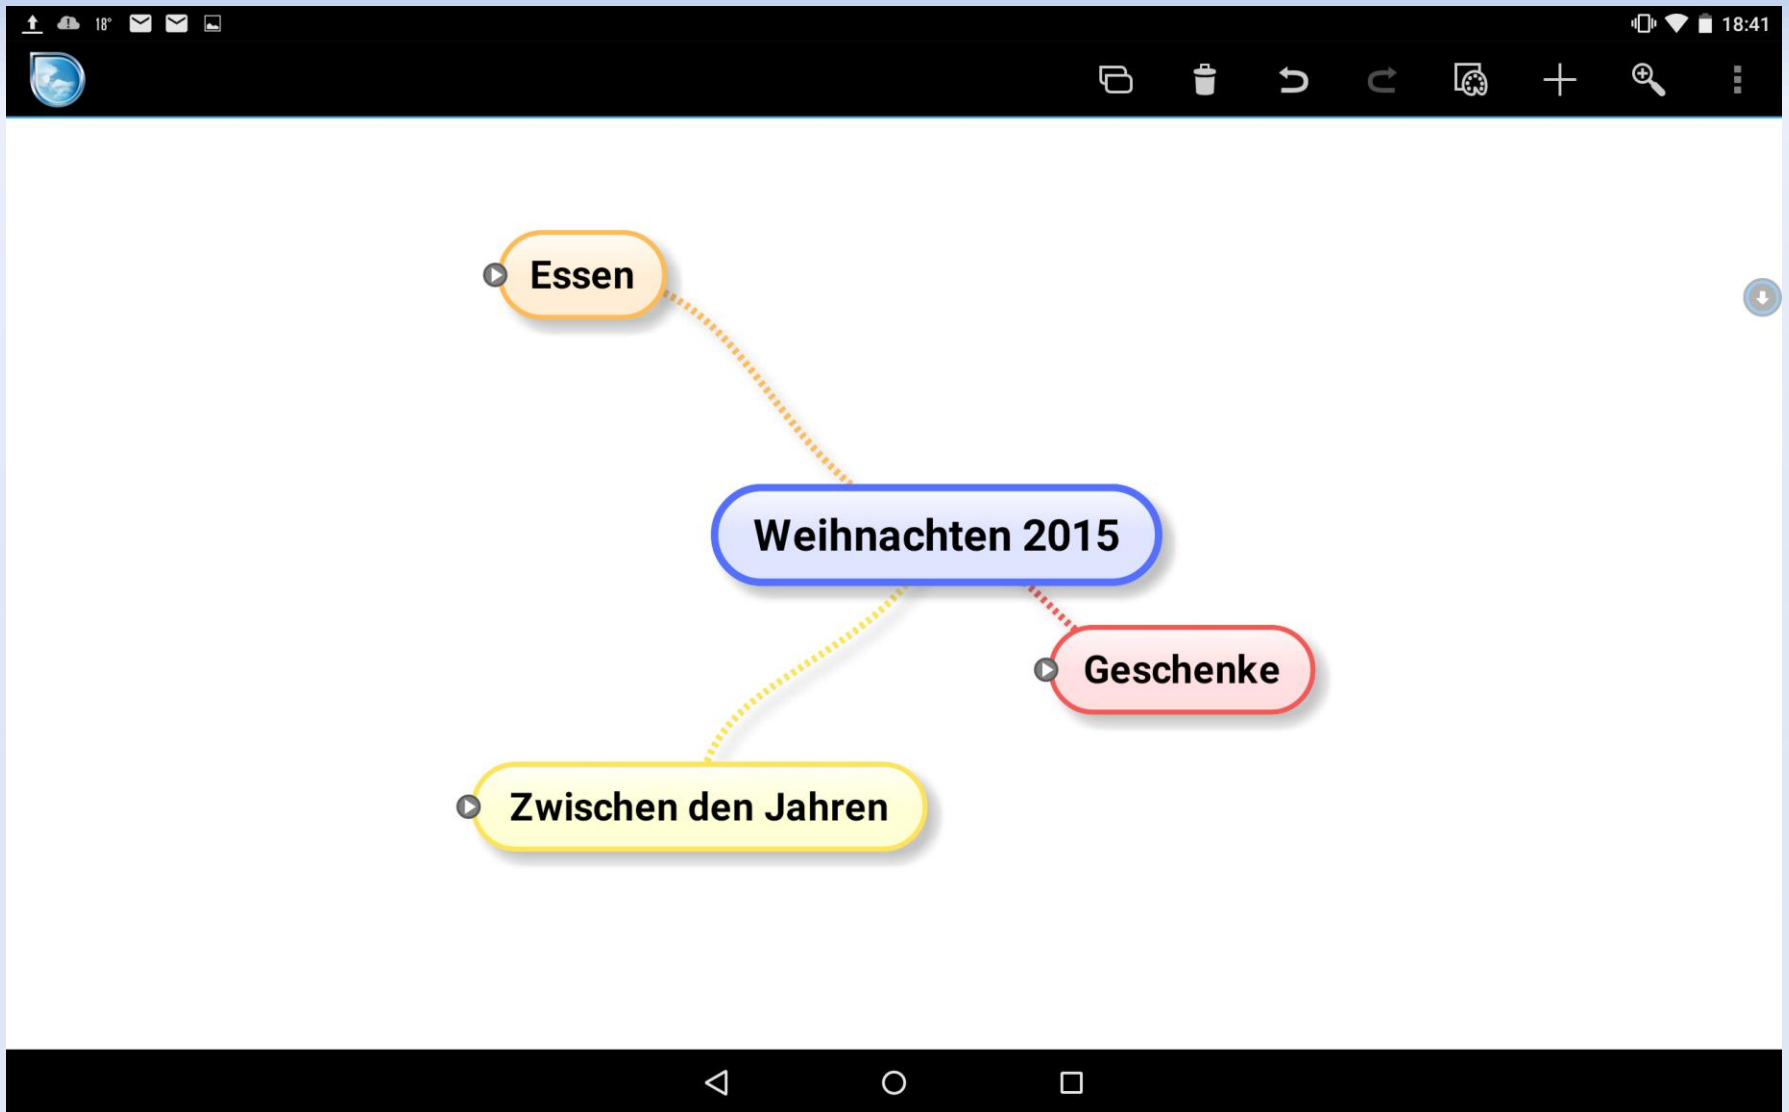 18° 18:41
Essen
Weihnachten 2015
Geschenke
Zwischen den Jahren